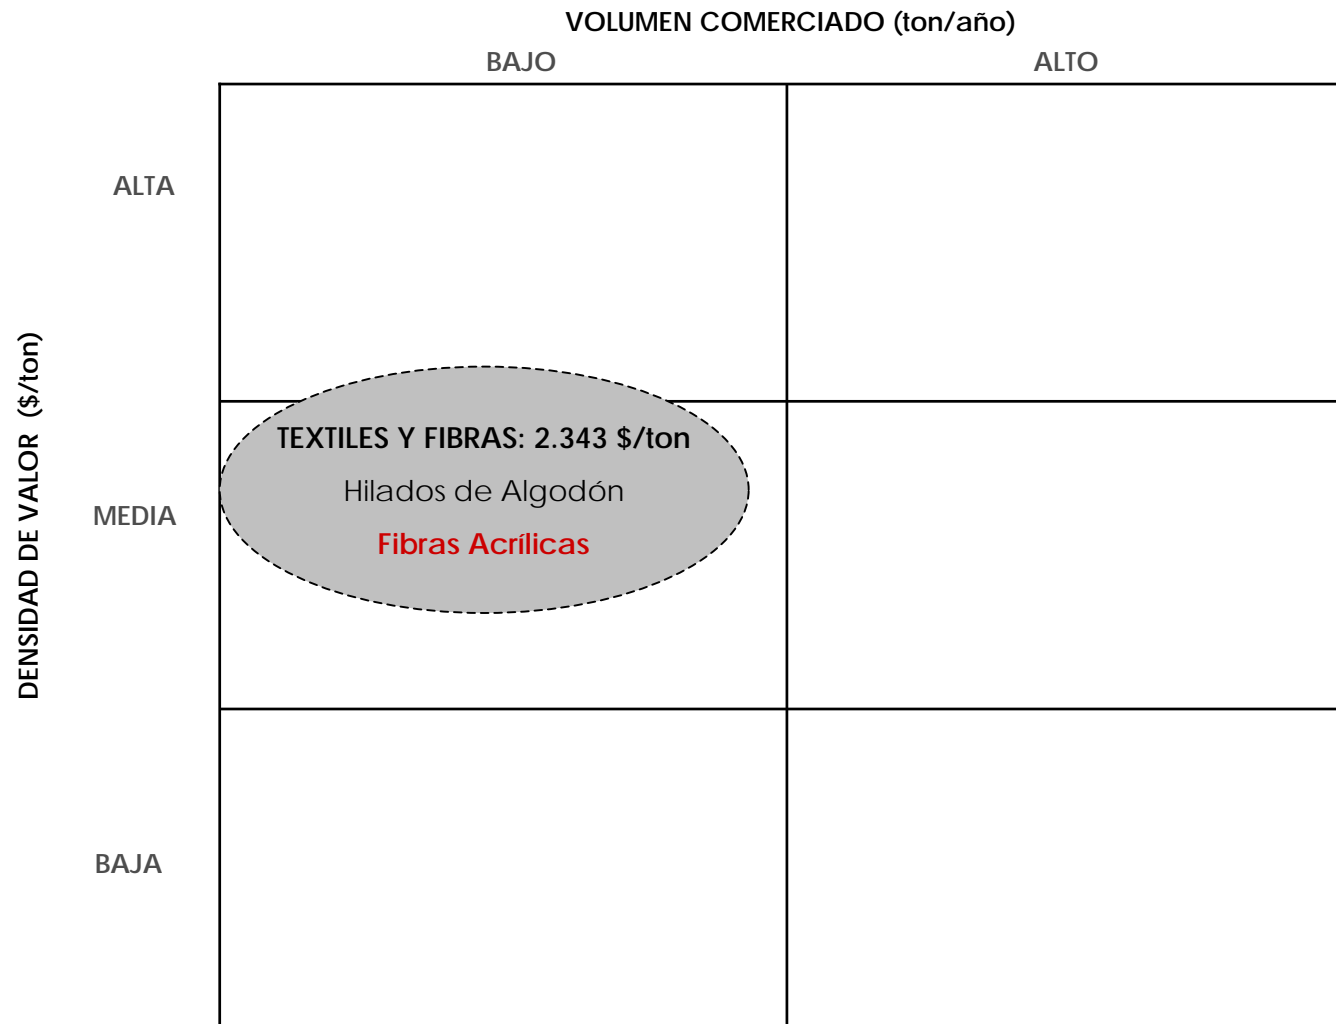 VOLUMEN COMERCIADO (ton/año)
BAJO
ALTO
ALTA
DENSIDAD DE VALOR ($/ton)
TEXTILES Y FIBRAS: 2.343 $/ton
Hilados de Algodón
MEDIA
Fibras Acrílicas
BAJA